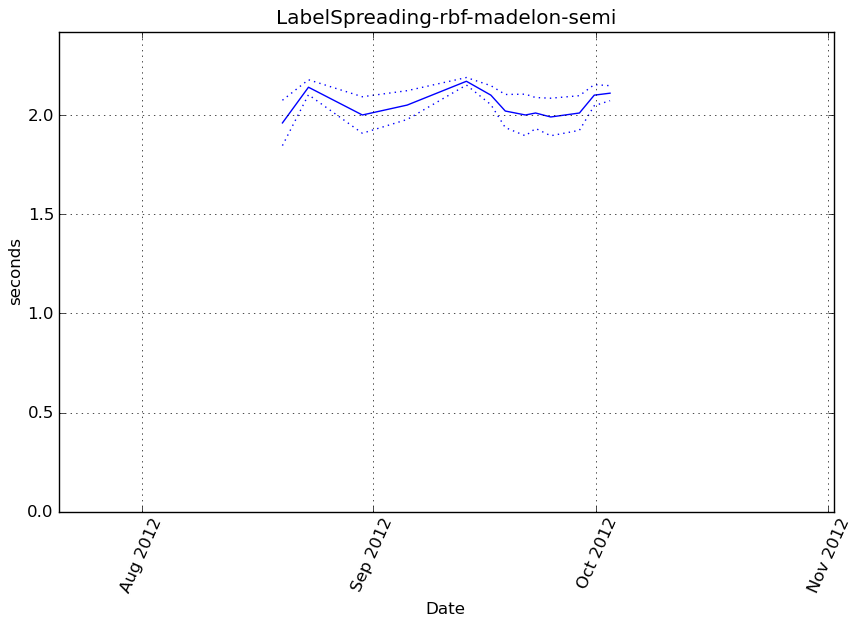 LabelSpreading-rbf-madelon-semi
2.0
1.5
1.0
0.5
0.0
seconds
Aug 2012
Sep 2012
Oct 2012
Nov 2012
Date